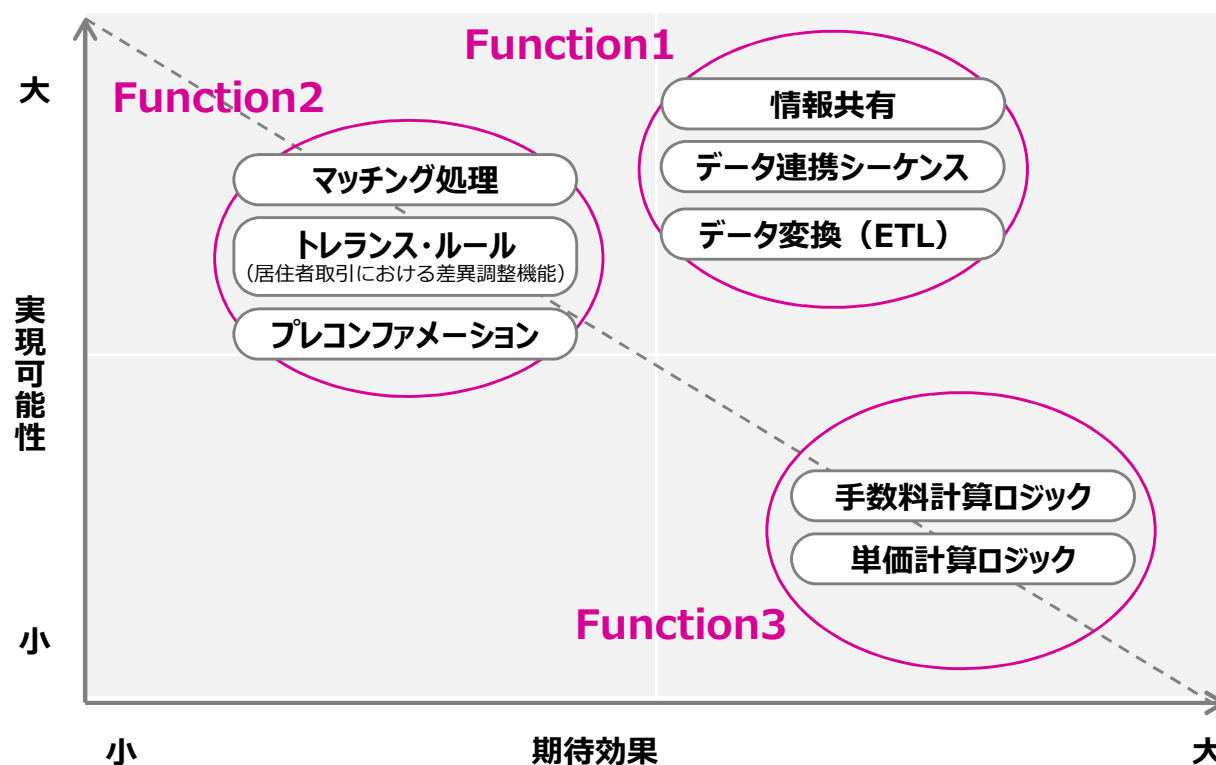 Function1
情報共有
データ連携シーケンス
データ変換（ETL）
Function2
マッチング処理
トレランス・ルール
（居住者取引における差異調整機能）
プレコンファメーション
手数料計算ロジック
単価計算ロジック
Function3
大
実現可能性
小
小
期待効果
大